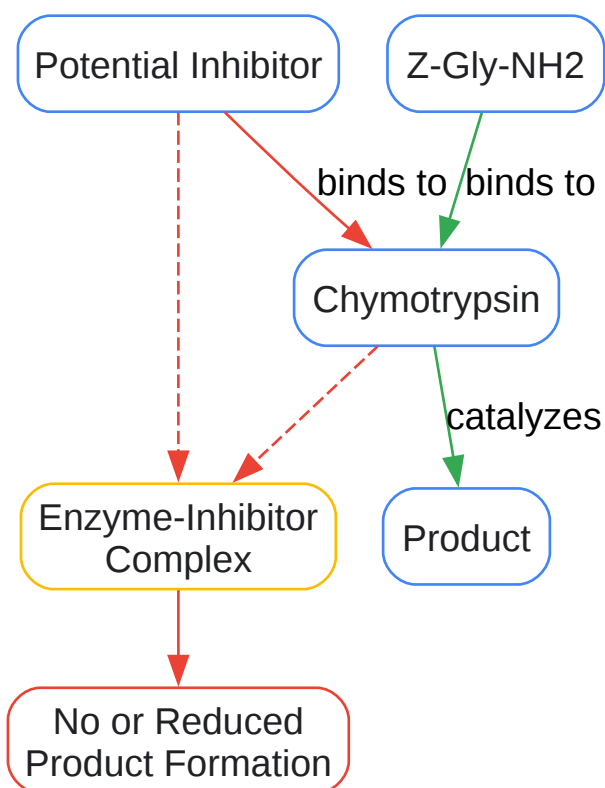 Potential Inhibitor
Z-Gly-NH2
binds to
binds to
Chymotrypsin
catalyzes
Enzyme-Inhibitor
Complex
Product
No or Reduced
Product Formation